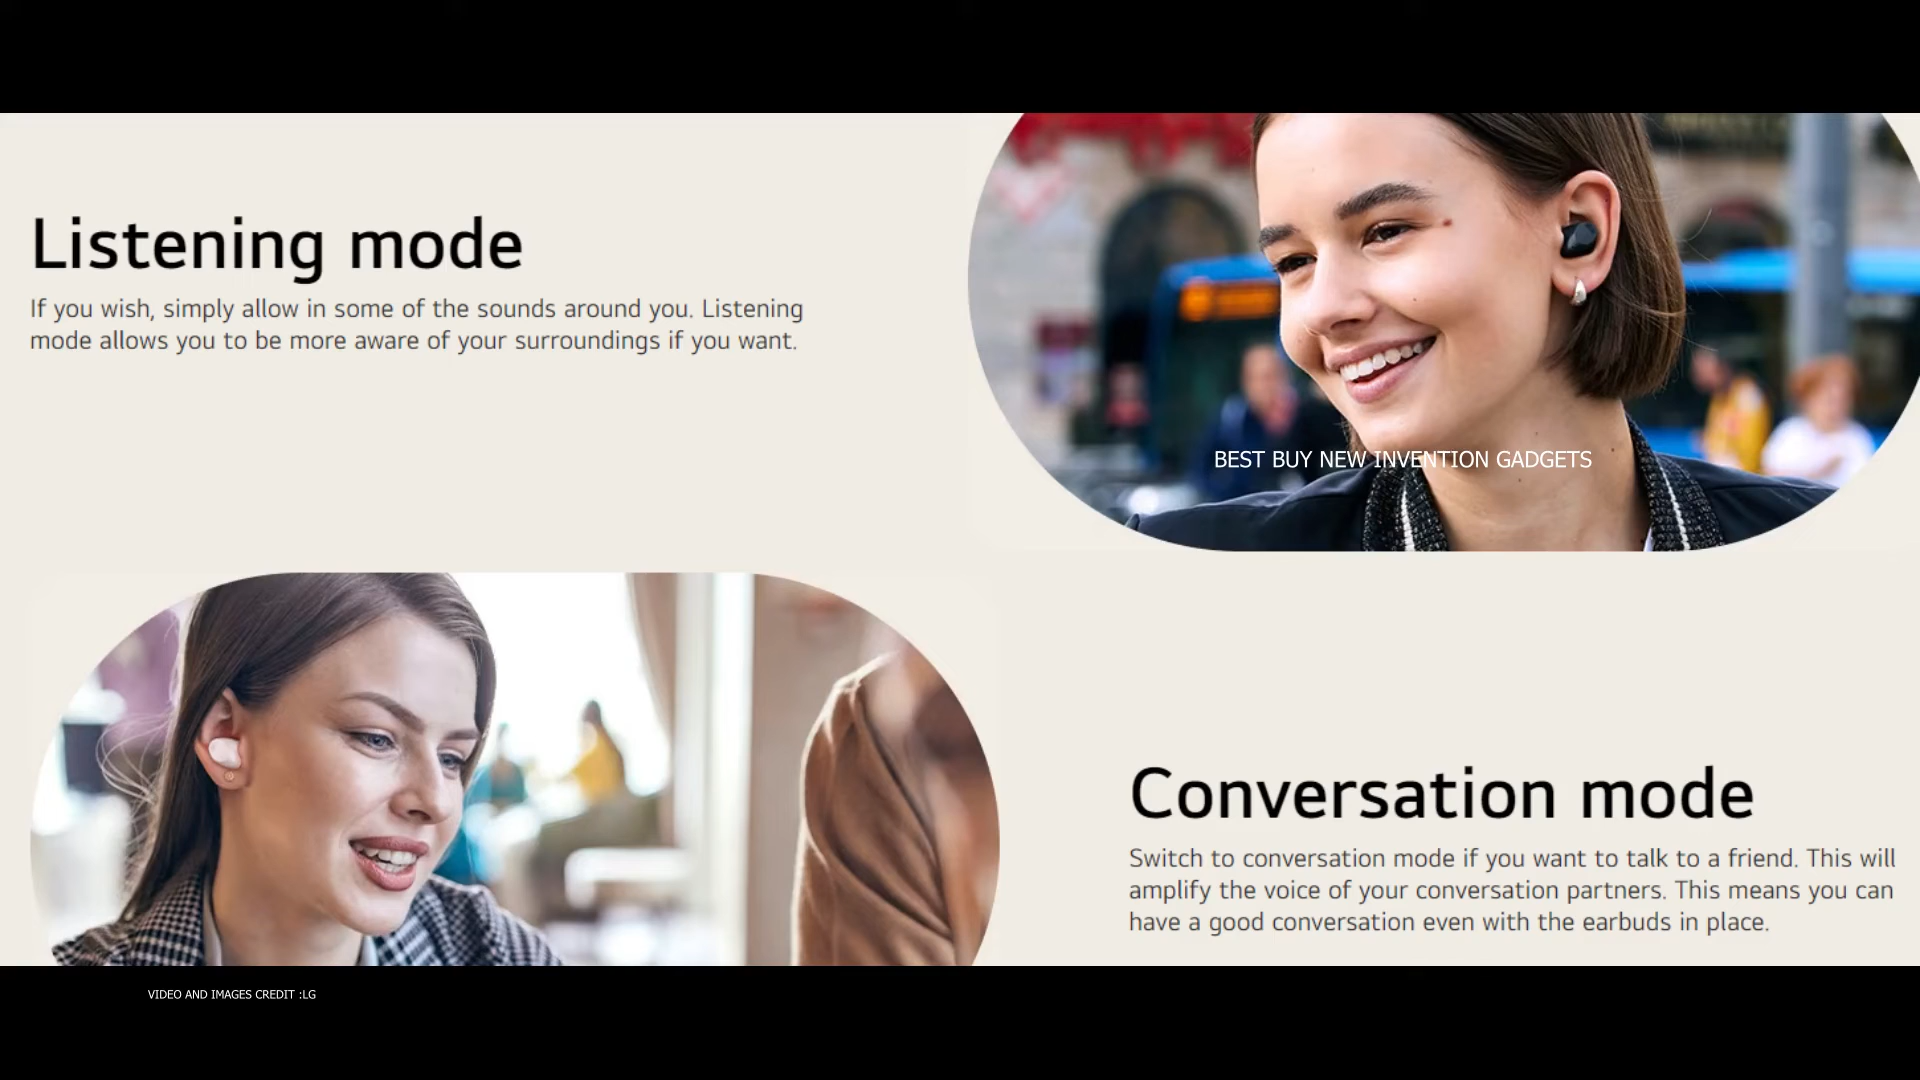 Listening mode
If you wish, simply allow in some of the sounds around you. Listening
mode allows you to be more aware of your surroundings if you want.
BEST BUY NEW INVENTION GADGETS
Conversation mode
Switch to conversation mode if you want to talk to a friend. This will
amplify the voice of your conversation partners. This means you can
have a good conversation even with the earbuds in place.
VIDEO AND IMAGES CREDIT :LG